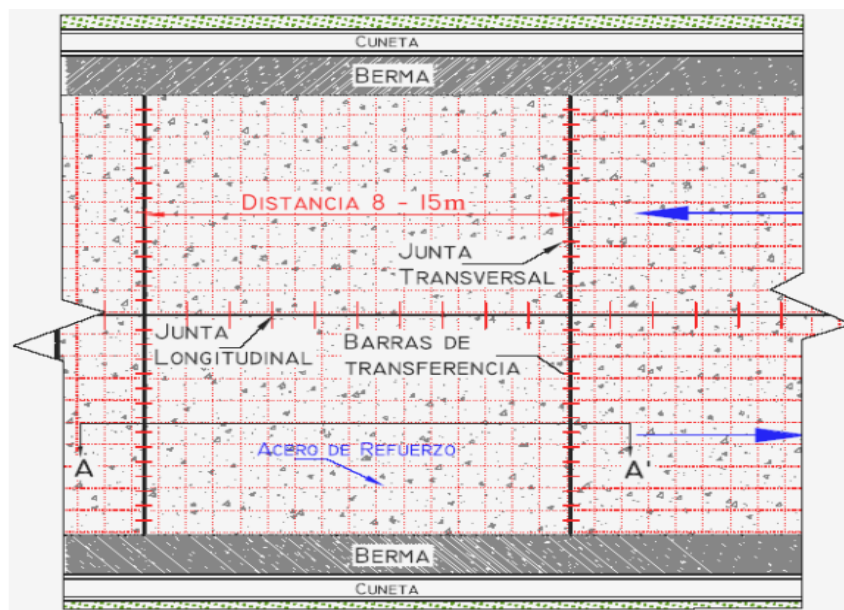 CUNETA
BERMA
DISTANCIA 8 - 15m
JUNTA
TRANSVERSAL
JUNTA
LONGITUDINAL
BARRAS DE
TRANSFERENCIA
ACERO DE REFUERZO
A
A'
BERMA
CUNETA